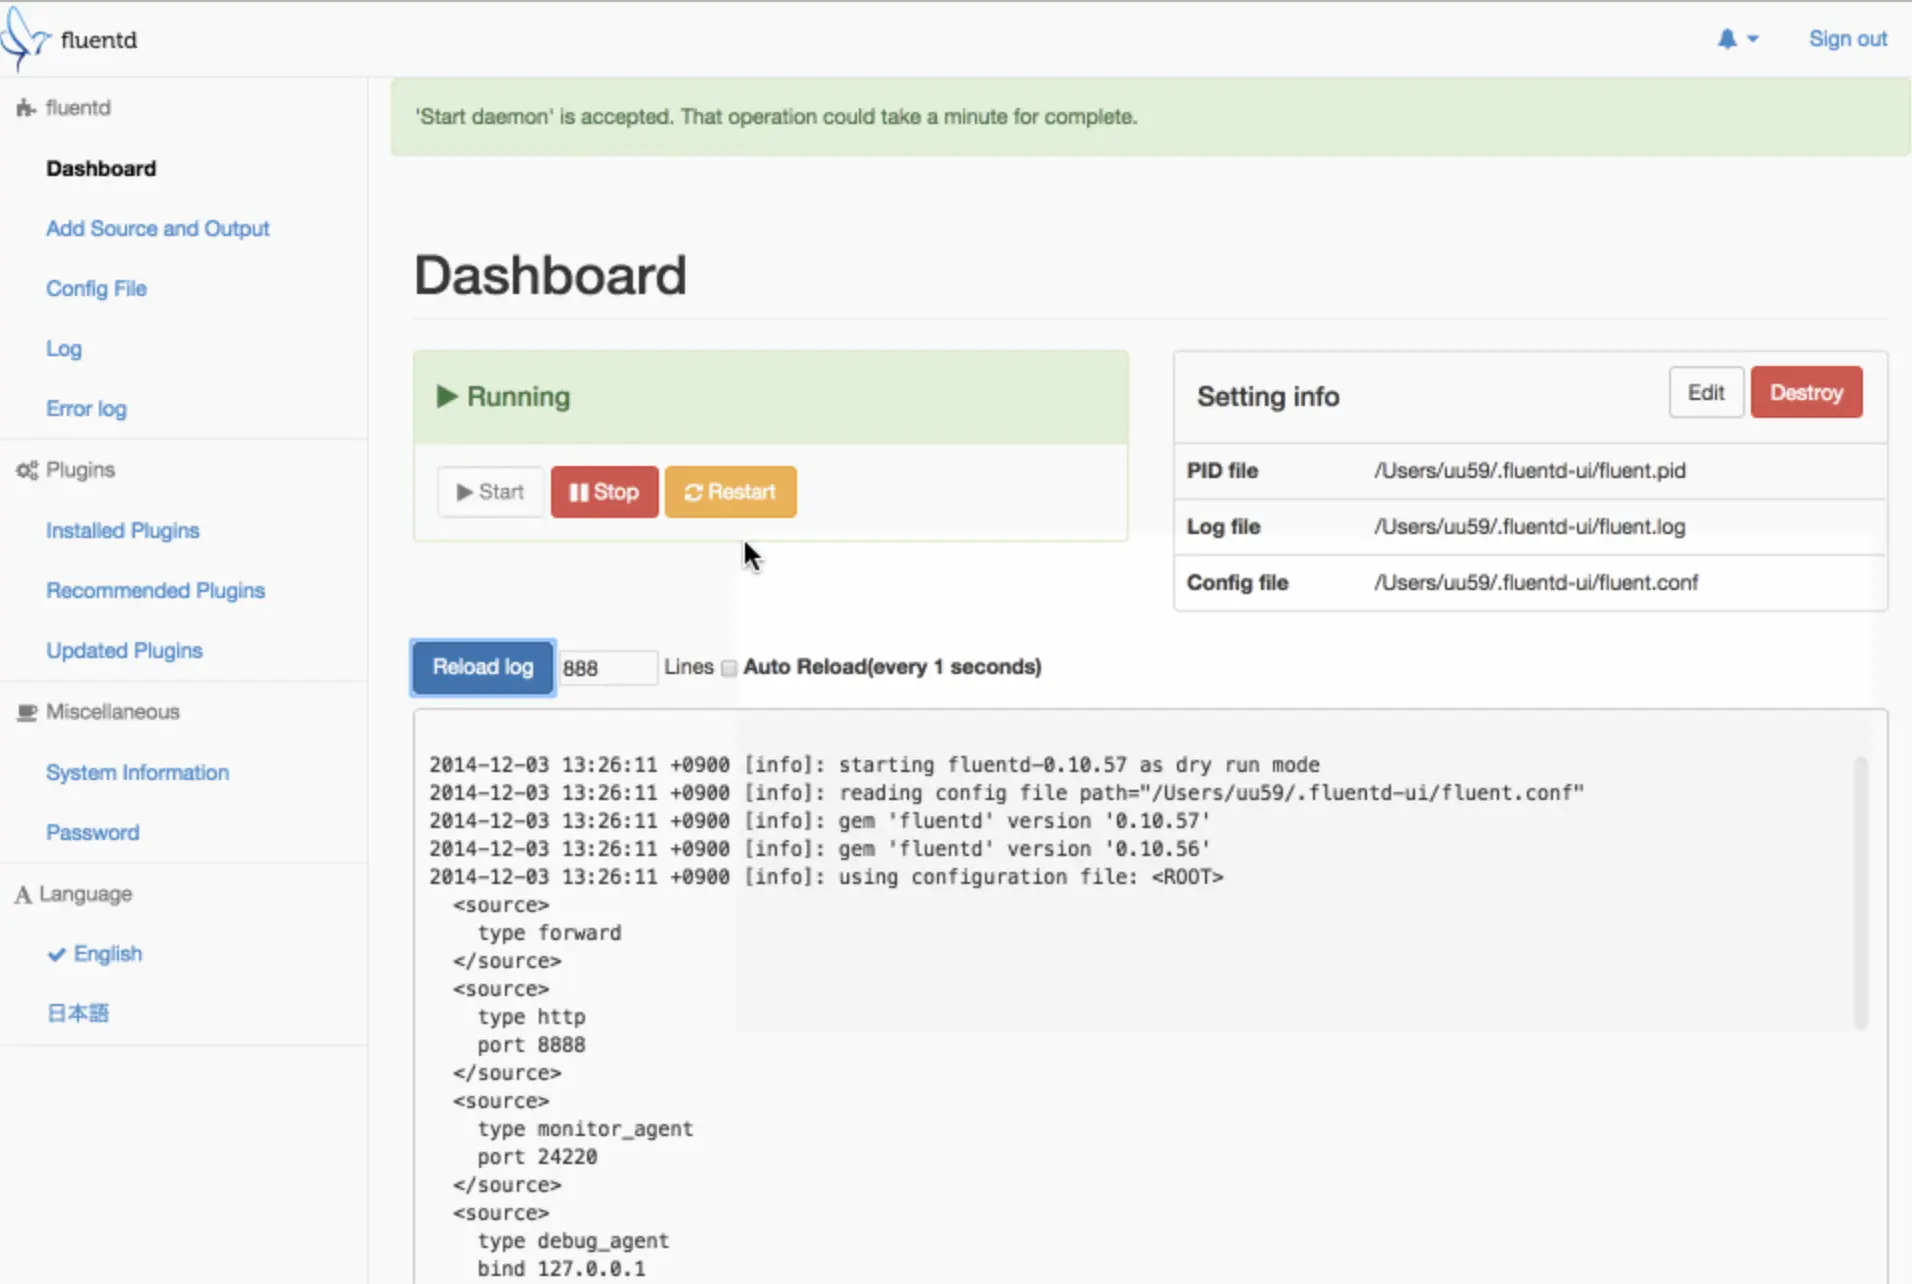 fluentd
Sign out
fluentd
Dashboard
Add Source and Output
Config File
Log
Error log
Plugins
Installed Plugins
Recommended Plugins
Updated Plugins
Miscellaneous
System Information
Password
Language
English
日本語
'Start daemon' is accepted. That operation could take a minute for complete.
Dashboard
Running
Start Stop Restart
Setting info Edit Destroy
PID file /Users/uu59/.fluentd-ui/fluent.pid
Log file /Users/uu59/.fluentd-ui/fluent.log
Config file /Users/uu59/.fluentd-ui/fluent.conf
Reload log 888 Lines Auto Reload(every 1 seconds)
2014-12-03 13:26:11 +0900 [info]: starting fluentd-0.10.57 as dry run mode
2014-12-03 13:26:11 +0900 [info]: reading config file path="/Users/uu59/.fluentd-ui/fluent.conf"
2014-12-03 13:26:11 +0900 [info]: gem 'fluentd' version '0.10.57'
2014-12-03 13:26:11 +0900 [info]: gem 'fluentd' version '0.10.56'
2014-12-03 13:26:11 +0900 [info]: using configuration file: <ROOT>
<source>
type forward
</source>
<source>
type http
port 8888
</source>
<source>
type monitor_agent
port 24220
</source>
<source>
type debug_agent
bind 127.0.0.1